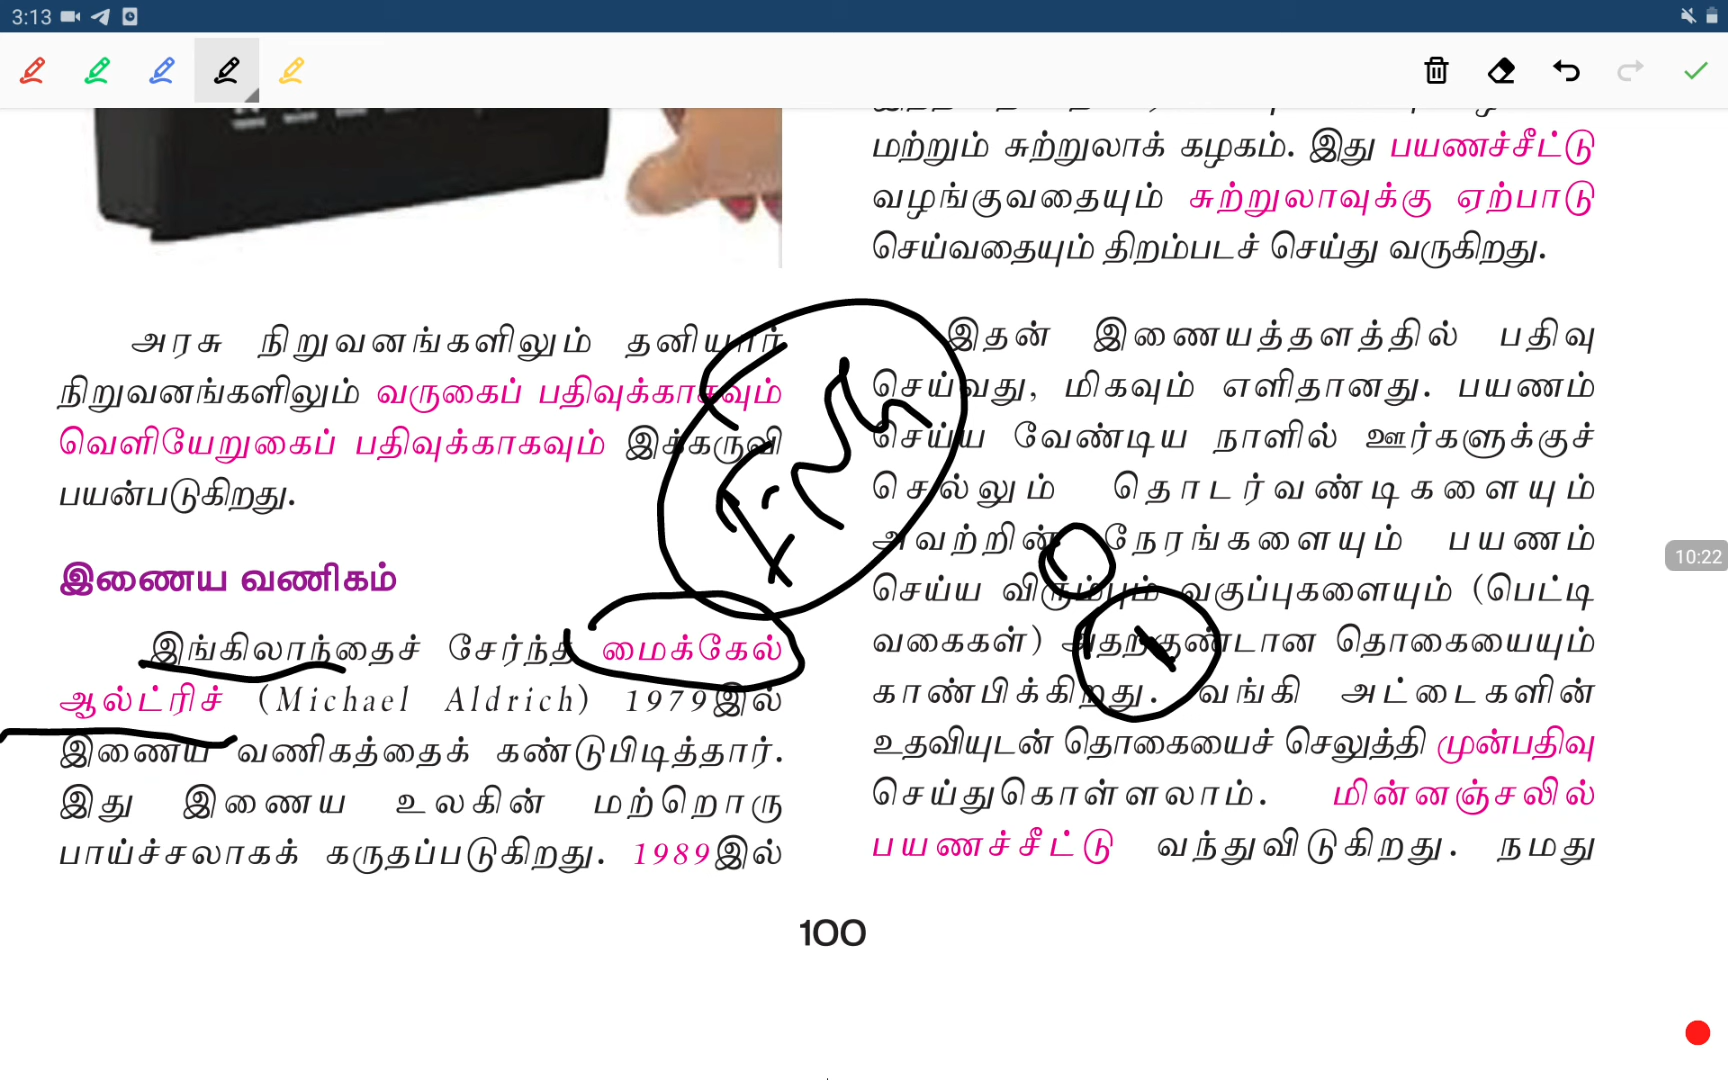 3:13
அரசு நிறுவனங்களிலும் தனியார்
நிறுவனங்களிலும் வருகைப் பதிவுக்காகவும்
வெளியேறுகைப் பதிவுக்காகவும் இக்கருவி
பயன்படுகிறது.
இணைய வணிகம்
இங்கிலாந்தைச் சேர்ந்த மைக்கேல்
ஆல்ட்ரிச் (Michael Aldrich) 1979இல்
இணைய வணிகத்தைக் கண்டுபிடித்தார்.
இது இணைய உலகின் மற்றொரு
பாய்ச்சலாகக் கருதப்படுகிறது. 1989இல்
மற்றும் சுற்றுலாக் கழகம். இது பயணச்சீட்டு
வழங்குவதையும் சுற்றுலாவுக்கு ஏற்பாடு
செய்வதையும் திறம்படச் செய்து வருகிறது.
இதன் இணையத்தளத்தில் பதிவு
செய்வது, மிகவும் எளிதானது. பயணம்
செய்ய வேண்டிய நாளில் ஊர்களுக்குச்
செல்லும் தொடர்வண்டிகளையும்
அவற்றின் நேரங்களையும் பயணம்
செய்ய விரும்பும் வகுப்புகளையும் (பெட்டி
வகைகள்) அதற்குண்டான தொகையையும்
காண்பிக்கிறது. வங்கி அட்டைகளின்
உதவியுடன் தொகையைச் செலுத்தி முன்பதிவு
செய்துகொள்ளலாம். மின்னஞ்சலில்
பயணச்சீட்டு வந்துவிடுகிறது. நமது
100
10:22